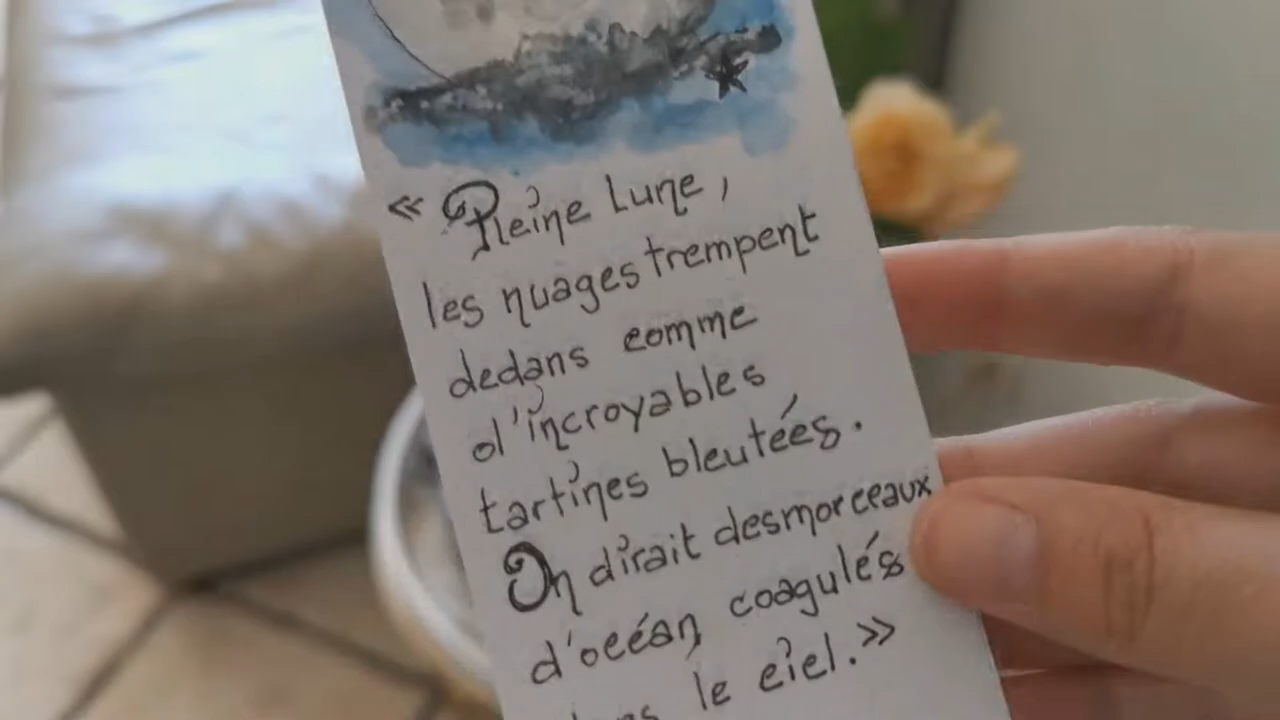 « Pleine Lune,
les nuages trempent
dedans comme
d'incroyables
tartines bleutées.
On dirait des morceaux
d'océan coagulés
le ciel. »